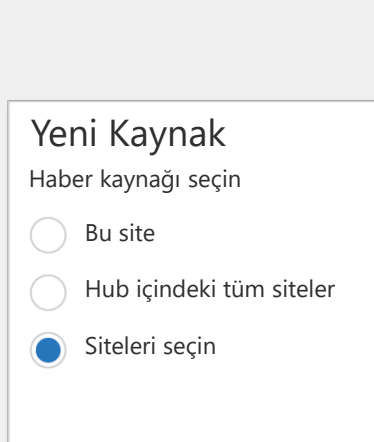 Yeni Kaynak
Haber kaynağı seçin
Bu site
Hub içindeki tüm siteler
Siteleri seçin